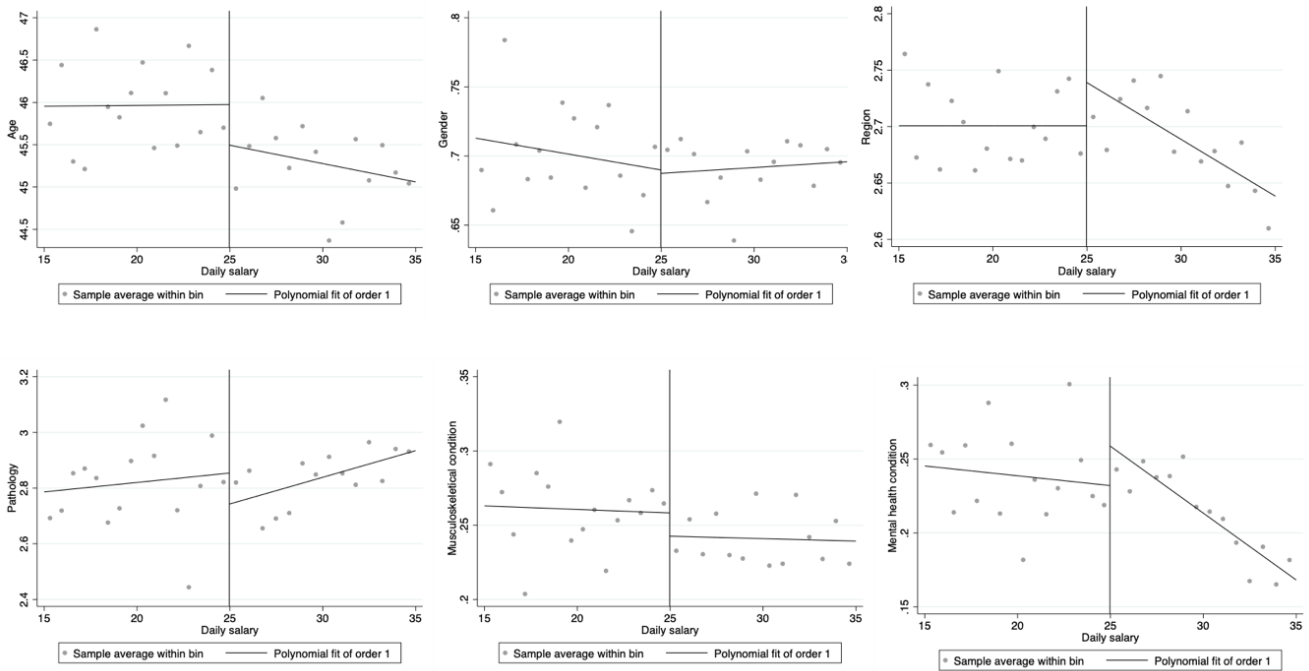 47
46.5
46
45.5
45
44.5
Age
15 20 25 30 35
Daily salary
Sample average within bin Polynomial fit of order 1
.8
.75
.7
.65
Gender
15 20 25 30 3
Daily salary
Sample average within bin Polynomial fit of order 1
2.8
2.75
2.7
2.65
2.6
Region
15 20 25 30 35
Daily salary
Sample average within bin Polynomial fit of order 1
3.2
3
2.8
2.6
2.4
Pathology
15 20 25 30 35
Daily salary
Sample average within bin Polynomial fit of order 1
.35
.3
.25
.2
Musculoskeletical condition
15 20 25 30 35
Daily salary
Sample average within bin Polynomial fit of order 1
.3
.25
.2
.15
Mental health condition
15 20 25 30 35
Daily salary
Sample average within bin Polynomial fit of order 1